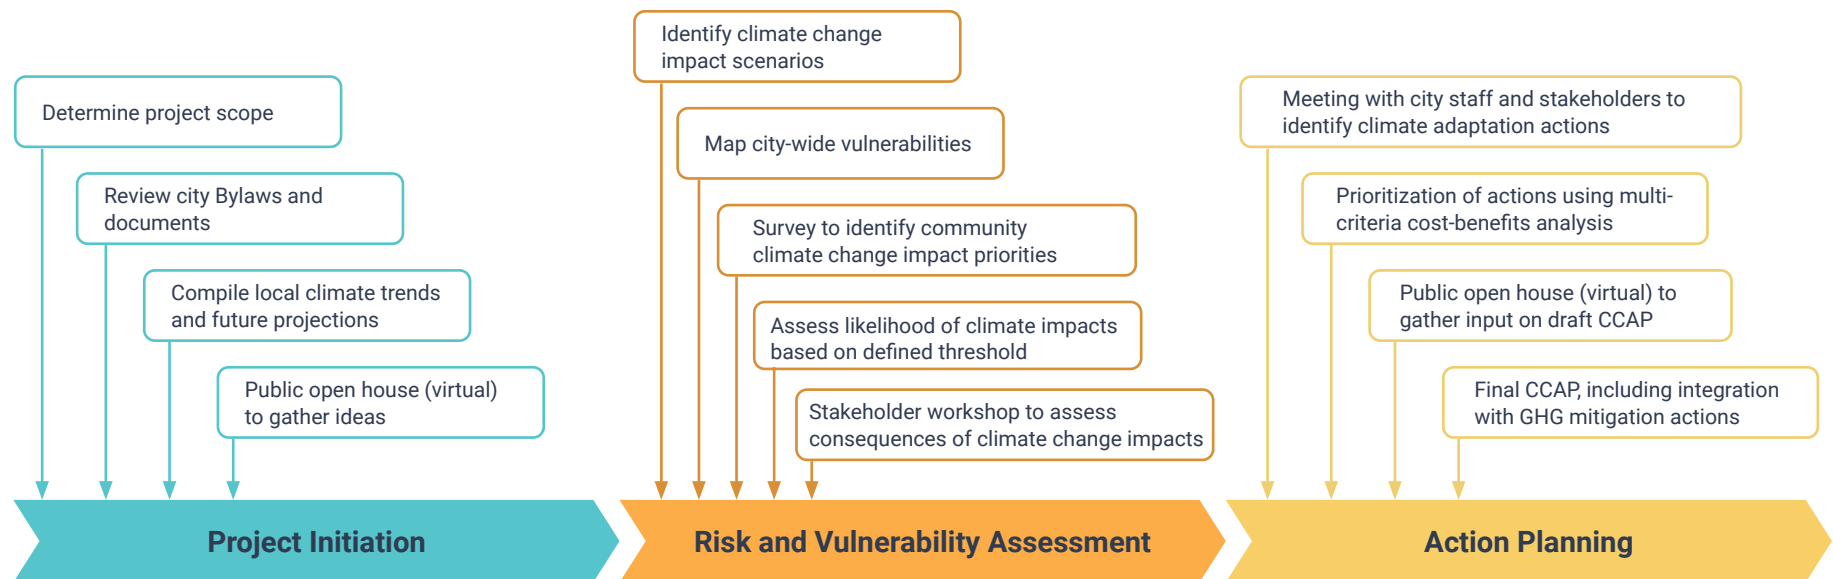 Determine project scope
Review city Bylaws and
documents
Compile local climate trends
and future projections
Public open house (virtual)
to gather ideas
Project Initiation
Identify climate change
impact scenarios
Map city-wide vulnerabilities
Survey to identify community
climate change impact priorities
Assess likelihood of climate impacts
based on defined threshold
Stakeholder workshop to assess
consequences of climate change impacts
Risk and Vulnerability Assessment
Meeting with city staff and stakeholders to
identify climate adaptation actions
Prioritization of actions using multi-
criteria cost-benefits analysis
Public open house (virtual) to
gather input on draft CCAP
Final CCAP, including integration
with GHG mitigation actions
Action Planning